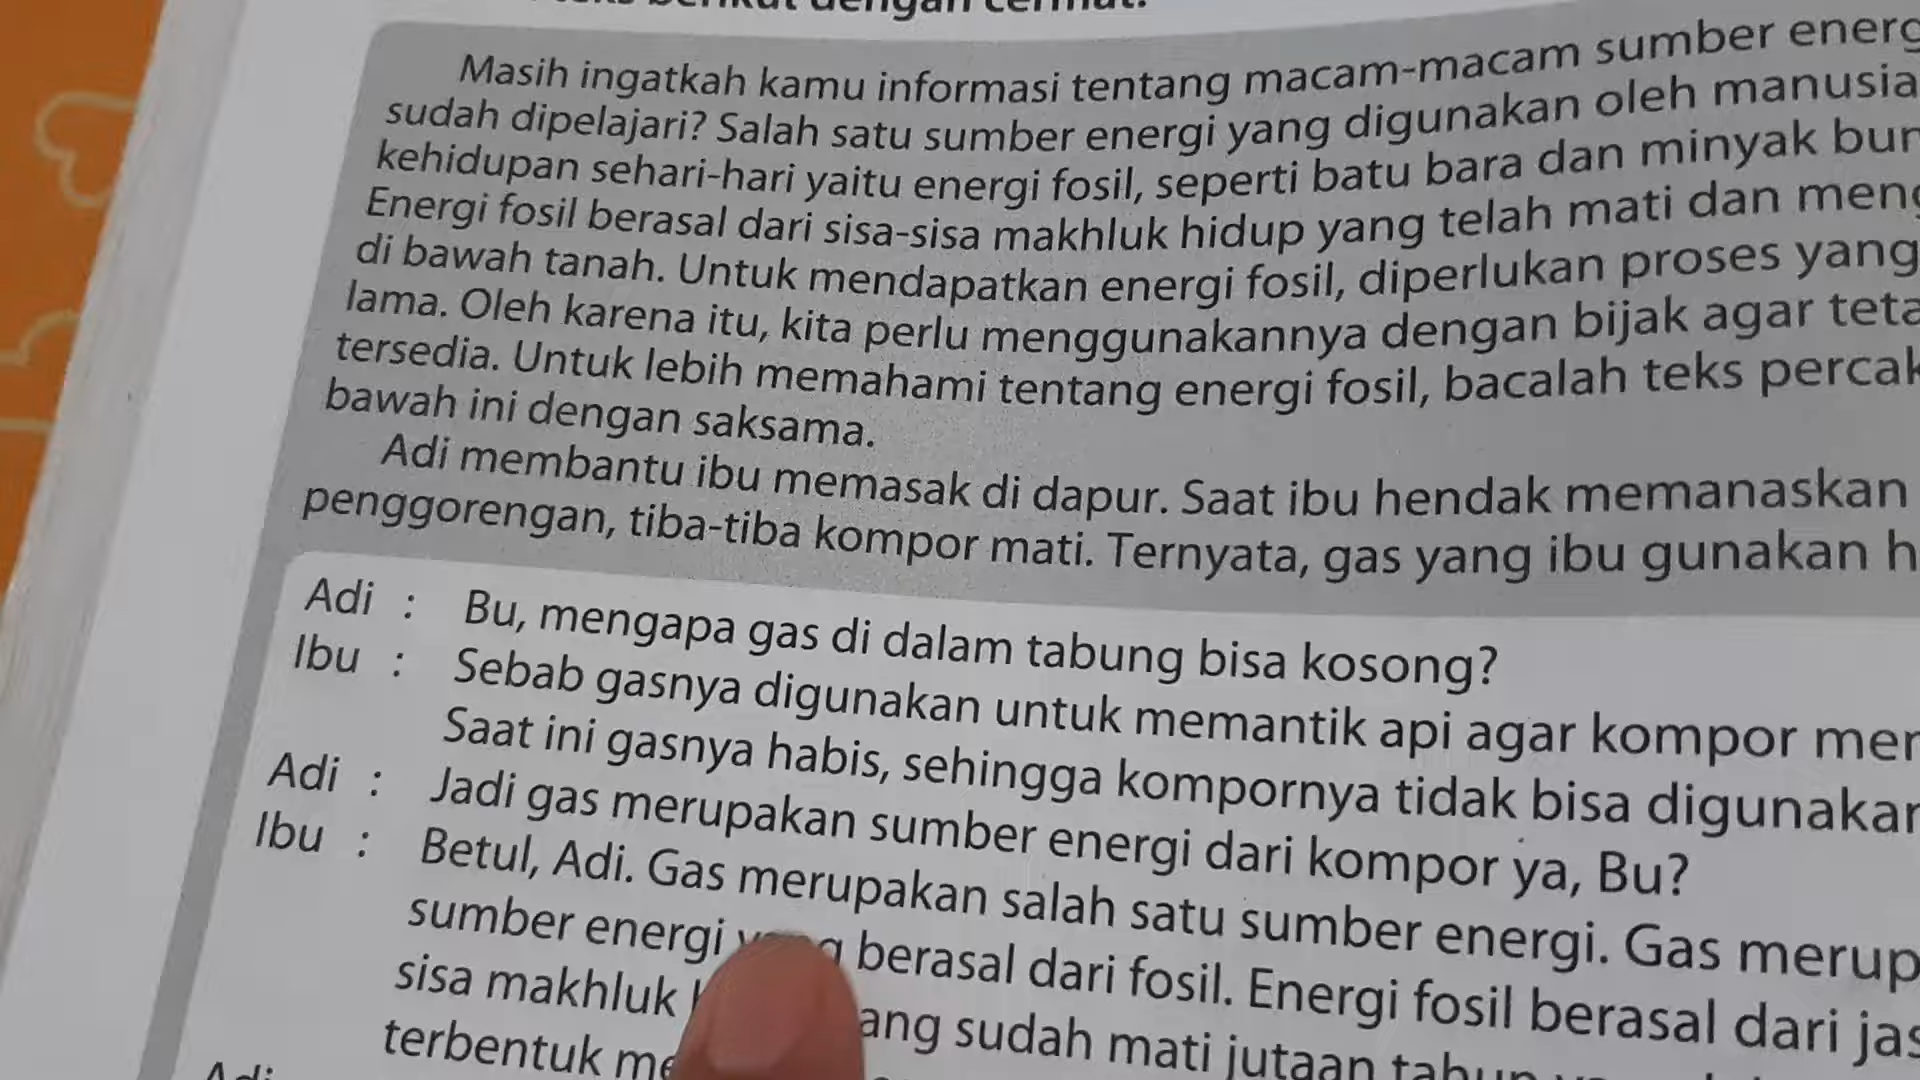 berikut dengan cermat.
Masih ingatkah kamu informasi tentang macam-macam sumber energ
sudah dipelajari? Salah satu sumber energi yang digunakan oleh manusia
kehidupan sehari-hari yaitu energi fosil, seperti batu bara dan minyak bu
Energi fosil berasal dari sisa-sisa makhluk hidup yang telah mati dan meng
di bawah tanah. Untuk mendapatkan energi fosil, diperlukan proses yang
lama. Oleh karena itu, kita perlu menggunakannya dengan bijak agar teta
tersedia. Untuk lebih memahami tentang energi fosil, bacalah teks percak
bawah ini dengan saksama.
Adi membantu ibu memasak di dapur. Saat ibu hendak memanaskan
penggorengan, tiba-tiba kompor mati. Ternyata, gas yang ibu gunakan h
Adi : Bu, mengapa gas di dalam tabung bisa kosong?
Ibu : Sebab gasnya digunakan untuk memantik api agar kompor mer
Saat ini gasnya habis, sehingga kompornya tidak bisa digunakan
Adi : Jadi gas merupakan sumber energi dari kompor ya, Bu?
Ibu : Betul, Adi. Gas merupakan salah satu sumber energi. Gas merup
sumber energi berasal dari fosil. Energi fosil berasal dari jas
sisa makhluk ang sudah mati jutaan tahun
terbentuk me
Adi